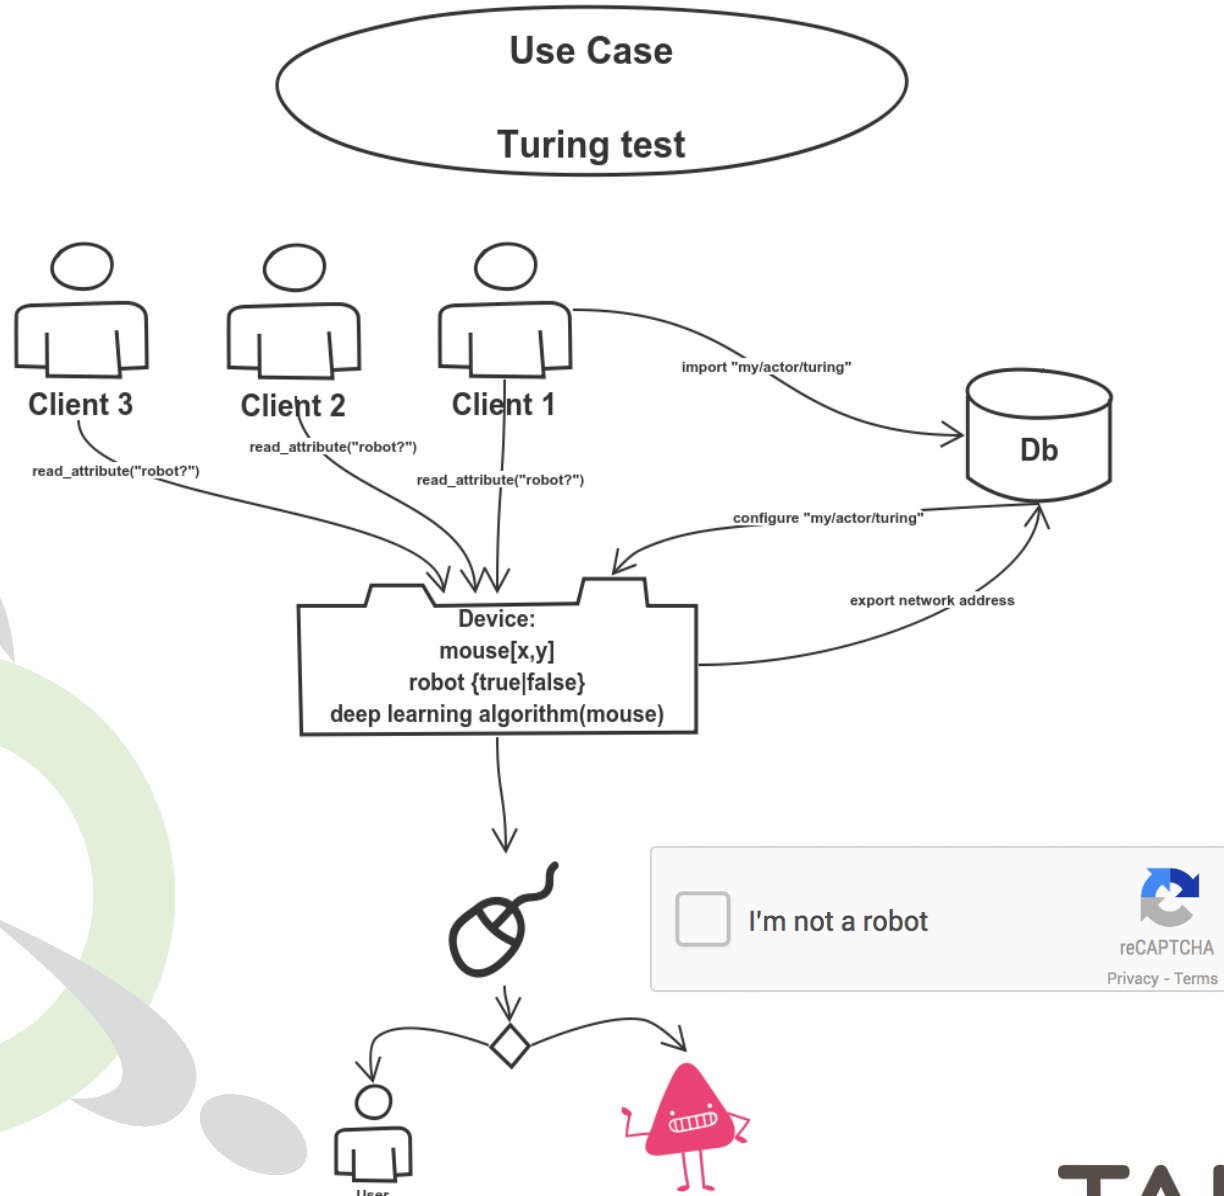 Use Case
Turing test
Client 3
Client 2
Client 1
import "my/actor/turing"
Db
read_attribute("robot?")
read_attribute("robot?")
read_attribute("robot?")
configure "my/actor/turing"
export network address
Device:
mouse[x,y]
robot {true|false}
deep learning algorithm(mouse)
I'm not a robot
reCAPTCHA
Privacy - Terms
User